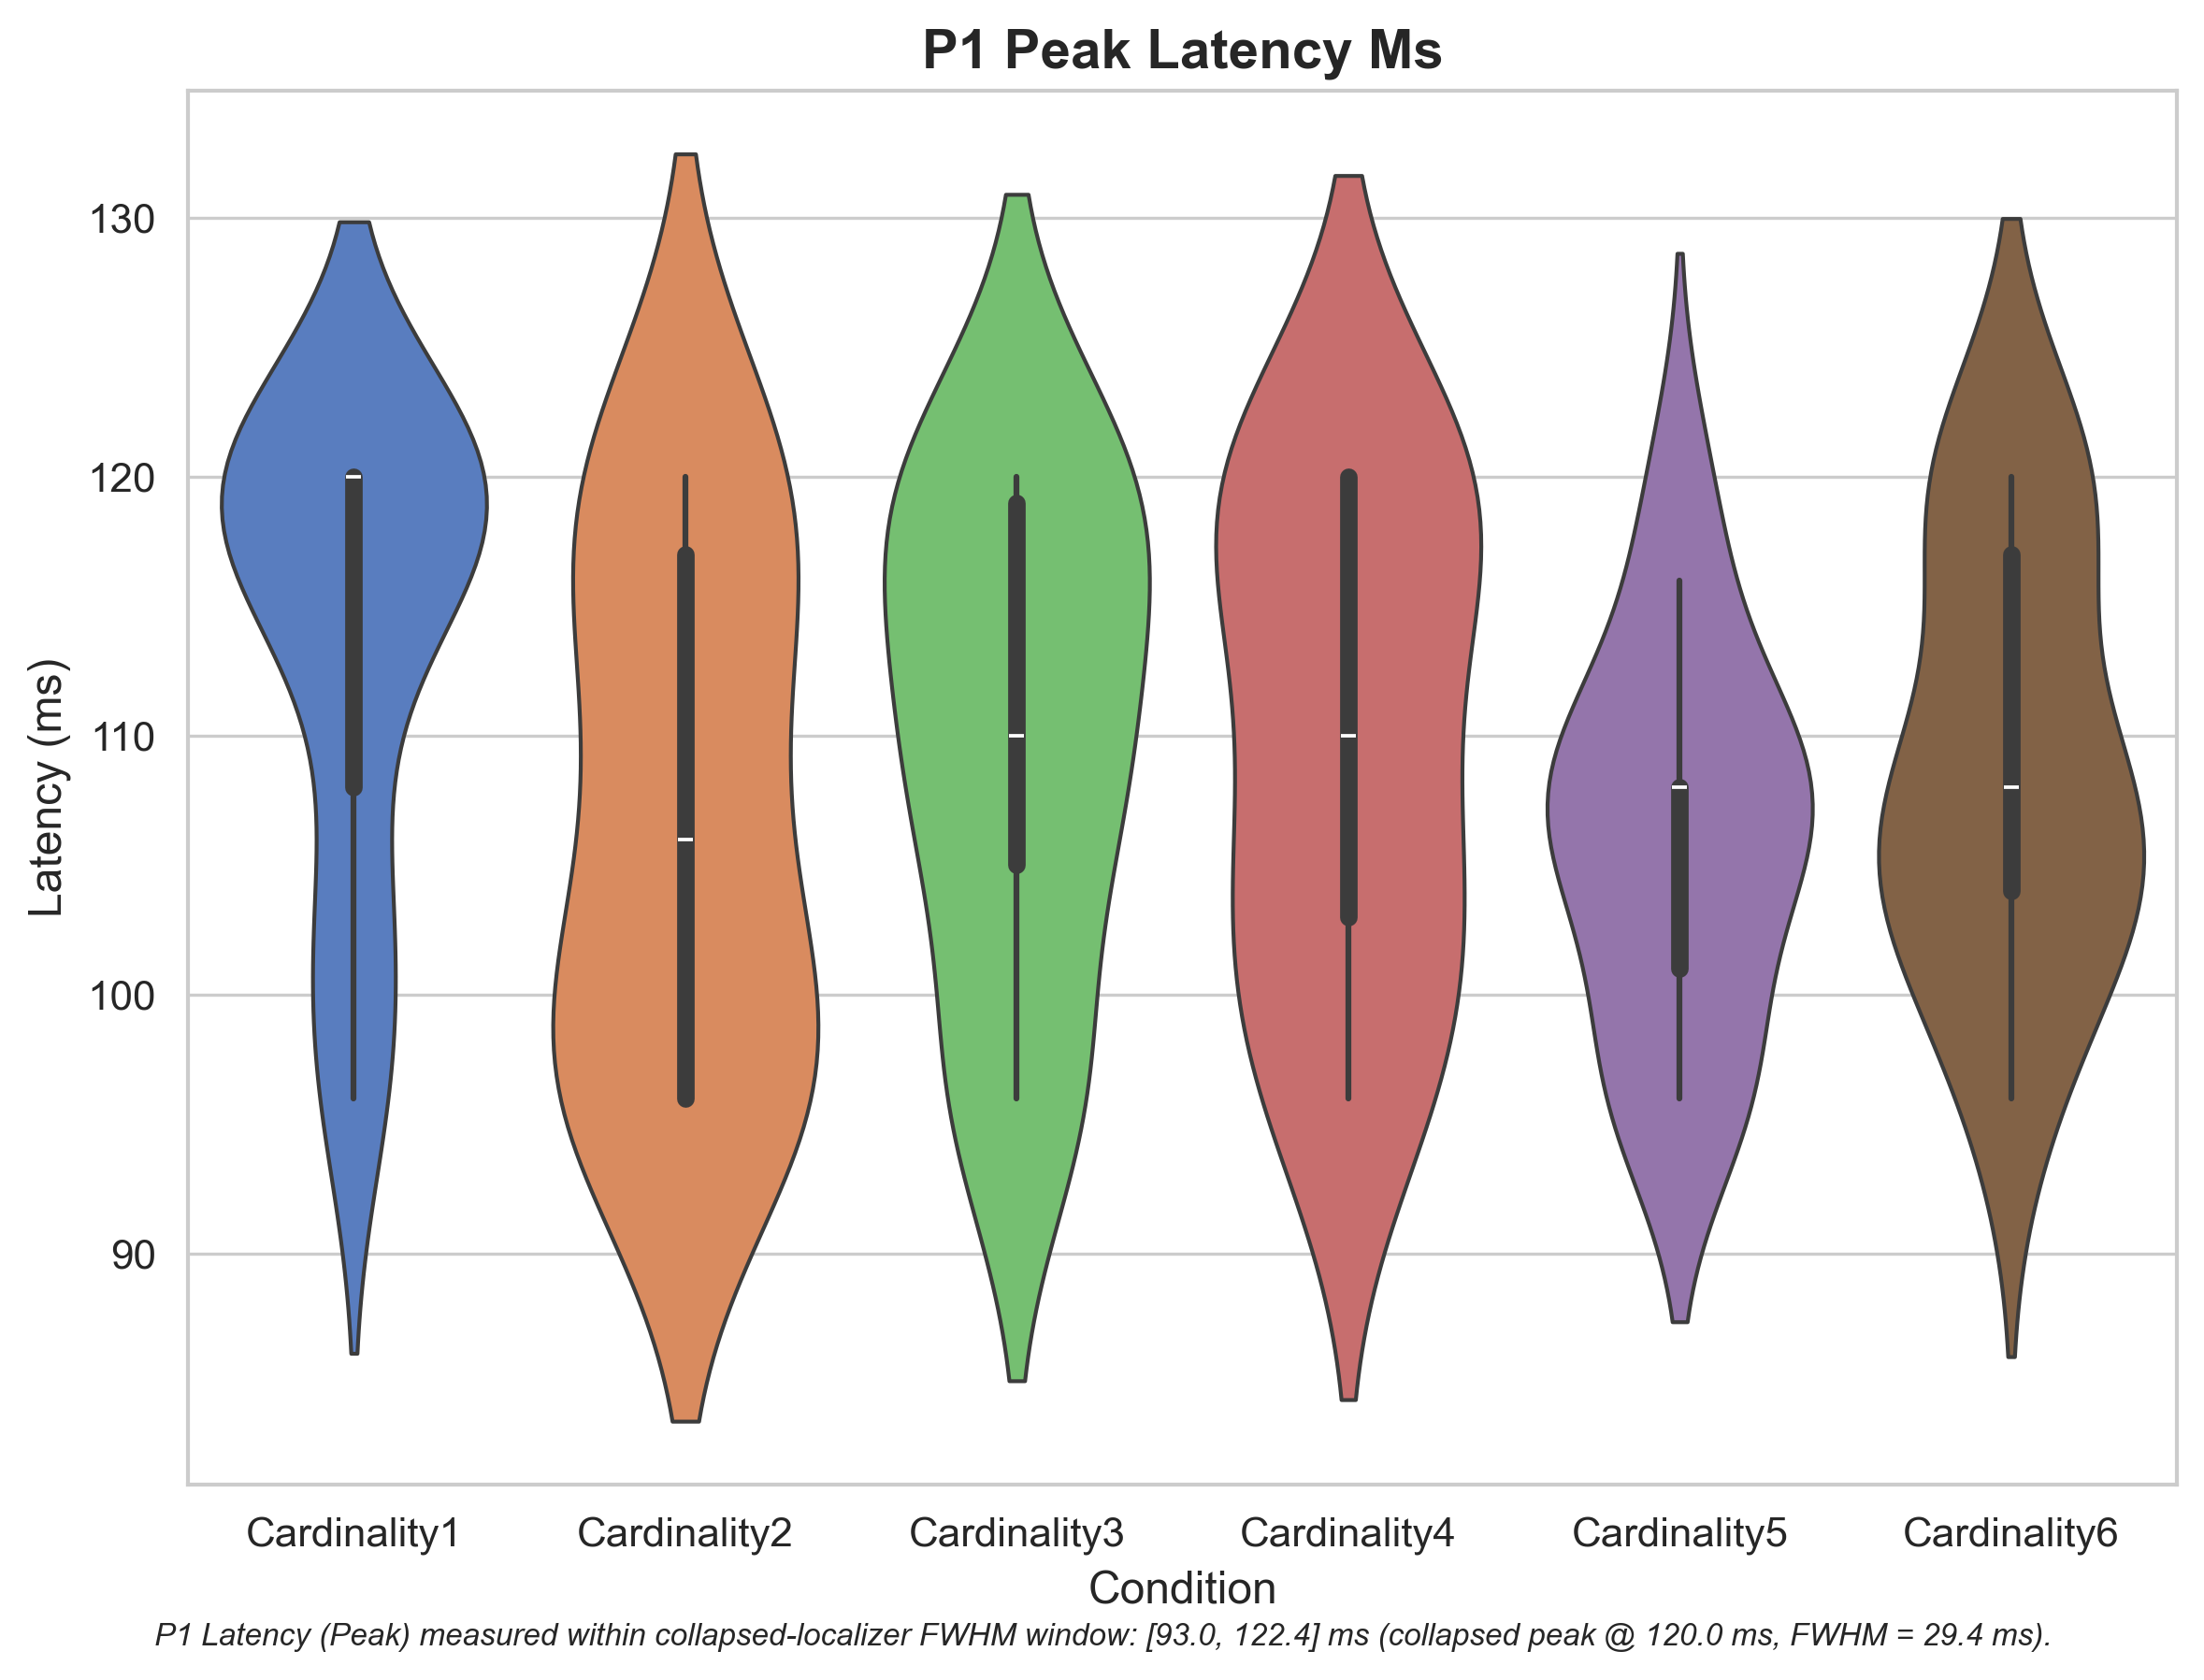 P1 Peak Latency Ms
130
120
110
100
90
Latency (ms)
Cardinality1 Cardinality2 Cardinality3 Cardinality4 Cardinality5 Cardinality6
Condition
P1 Latency (Peak) measured within collapsed-localizer FWHM window: [93.0, 122.4] ms (collapsed peak @ 120.0 ms, FWHM = 29.4 ms).